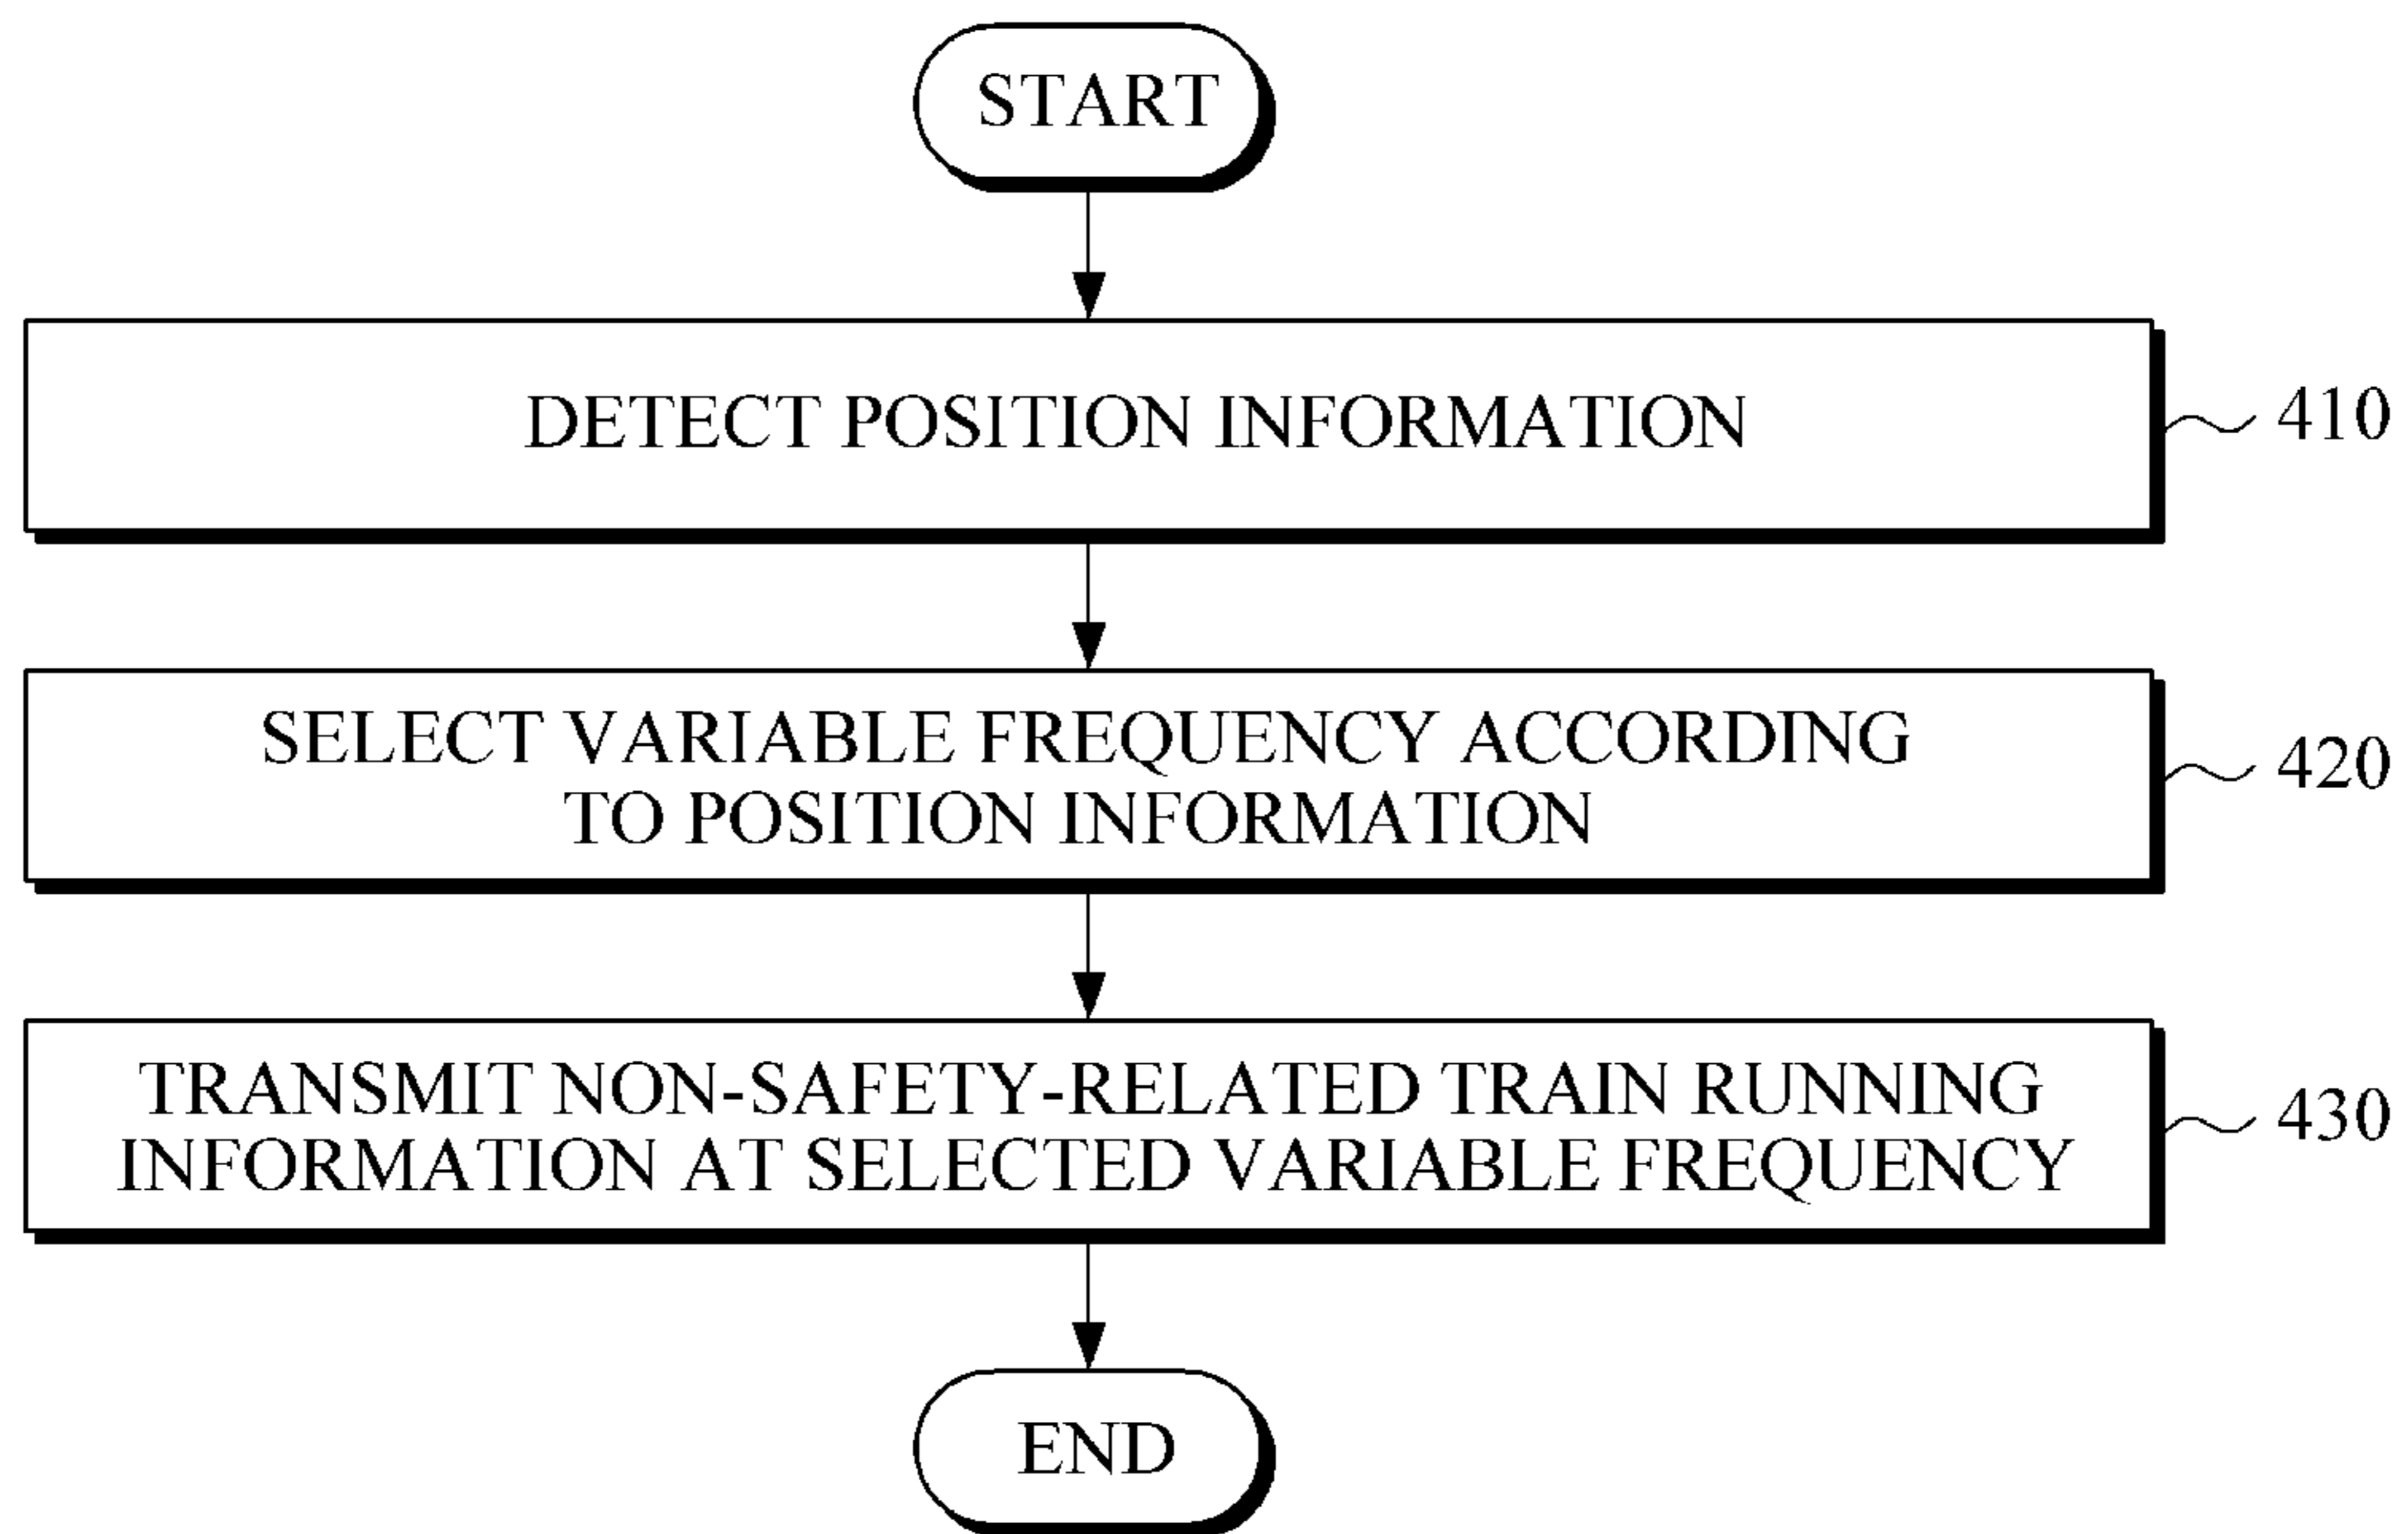 START
DETECT POSITION INFORMATION
410
SELECT VARIABLE FREQUENCY ACCORDING
TO POSITION INFORMATION
420
TRANSMIT NON-SAFETY-RELATED TRAIN RUNNING
INFORMATION AT SELECTED VARIABLE FREQUENCY
430
END